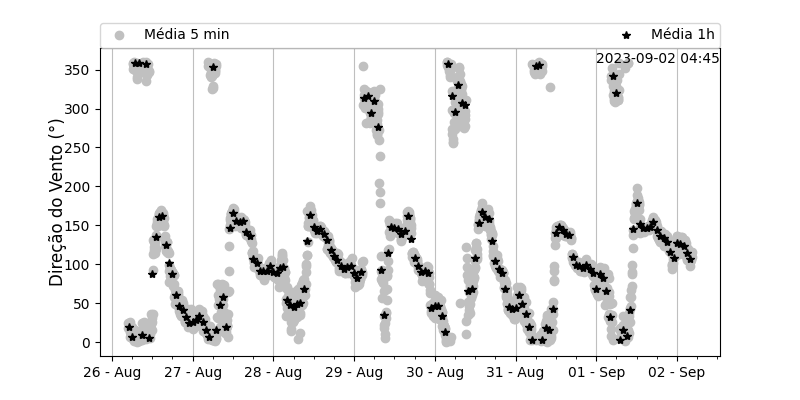 Média 5 min
Média 1h
2023-09-02 04:45
Direção do Vento (°)
350
300
250
200
150
100
50
0
26 - Aug
27 - Aug
28 - Aug
29 - Aug
30 - Aug
31 - Aug
01 - Sep
02 - Sep